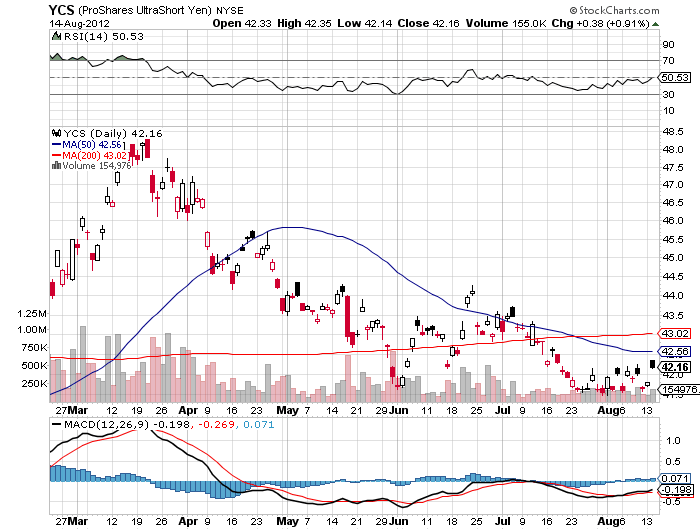 YCS (ProShares UltraShort Yen) NYSE © StockCharts.com
14-Aug-2012 Open 42.33 High 42.35 Low 42.14 Close 42.16 Volume 155.0K Chg +0.38 (+0.91%)
RSI(14) 50.53
90
70
50.53
30
10
YCS (Daily) 42.16
MA(50) 42.56
MA(200) 43.02
Volume 154,976
48.5
48.0
47.5
47.0
46.5
46.0
45.5
45.0
44.5
44.0
43.5
43.02
42.56
42.16
42.0
154976
41.5
1.25M
1.00M
750K
500K
250K
27 Mar 12 19 26 Apr 9 16 23 May 7 14 21 Jun 11 18 25 Jul 9 16 23 Aug 6 13
MACD(12,26,9) -0.198, -0.269, 0.071
1.0
0.5
0.071
-0.198
-0.5
27 Mar 12 19 26 Apr 9 16 23 May 7 14 21 Jun 11 18 25 Jul 9 16 23 Aug 6 13